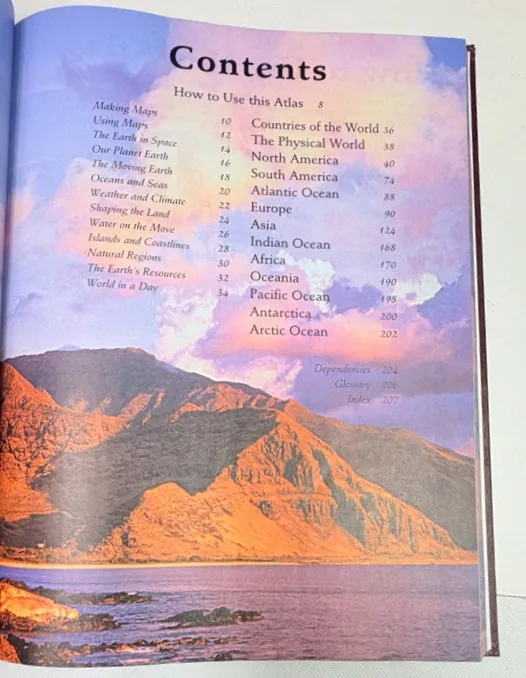 Contents
How to Use this Atlas 8
Making Maps 10
Using Maps 12
The Earth in Space 14
Our Planet Earth 16
The Moving Earth 18
Oceans and Seas 20
Weather and Climate 22
Shaping the Land 24
Water on the Move 26
Islands and Coastlines 28
Natural Regions 30
The Earth's Resources 32
World in a Day 34
Countries of the World 36
The Physical World 38
North America 40
South America 74
Atlantic Ocean 88
Europe 90
Asia 124
Indian Ocean 168
Africa 170
Oceania 190
Pacific Ocean 198
Antarctica 200
Arctic Ocean 202
Dependencies 204
Glossary 206
Index 207